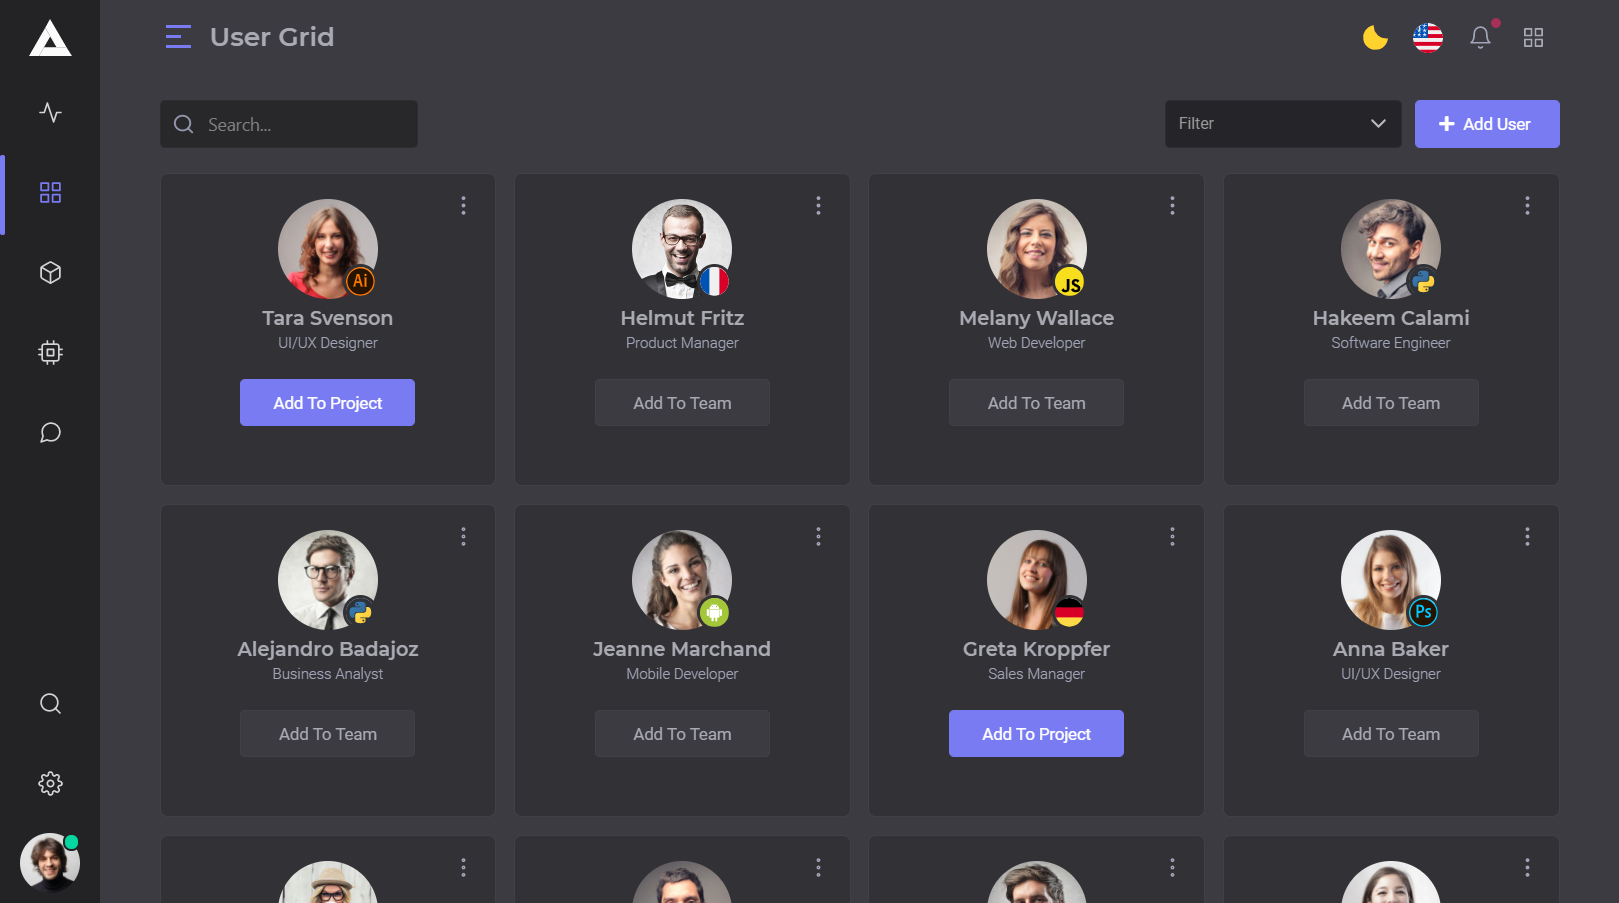 User Grid
Search...
Filter
Add User
Ai
JS
Tara Svenson
Helmut Fritz
Melany Wallace
Hakeem Calami
UI/UX Designer
Product Manager
Web Developer
Software Engineer
Add To Project
Add To Team
Add To Team
Add To Team
Ps
Alejandro Badajoz
Jeanne Marchand
Greta Kroppfer
Anna Baker
Business Analyst
Mobile Developer
Sales Manager
UI/UX Designer
Add To Team
Add To Team
Add To Project
Add To Team